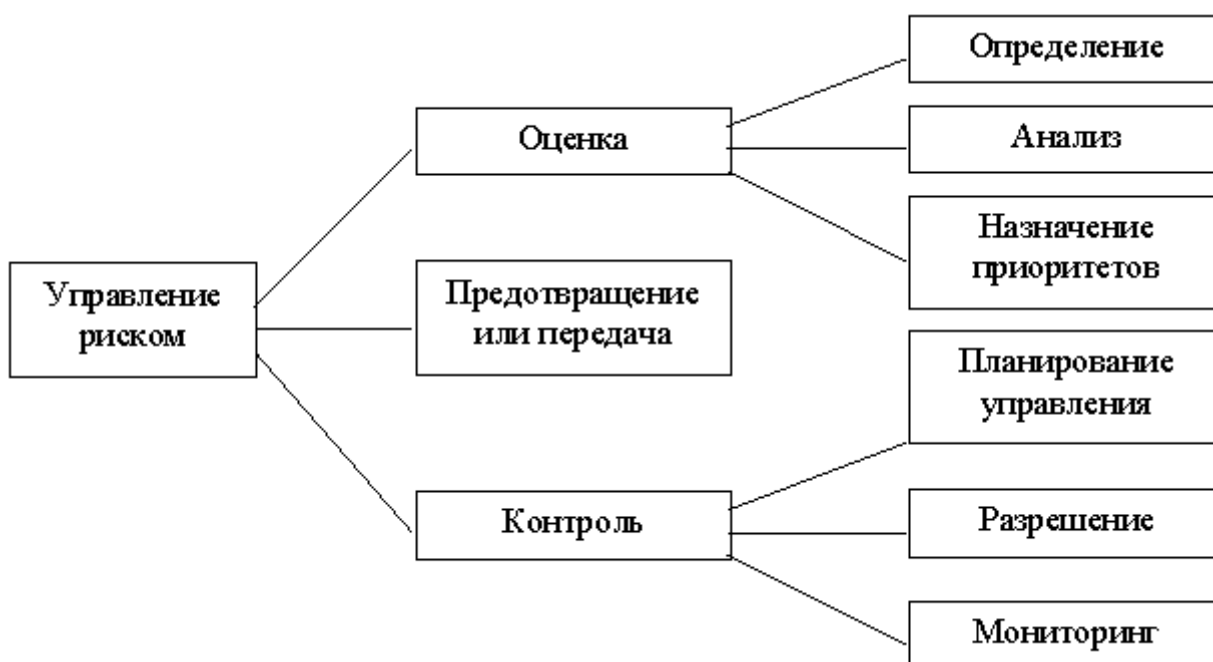 Управление
риском
Оценка
Предотвращение
или передача
Контроль
Определение
Анализ
Назначение
приоритетов
Планирование
управления
Разрешение
Мониторинг